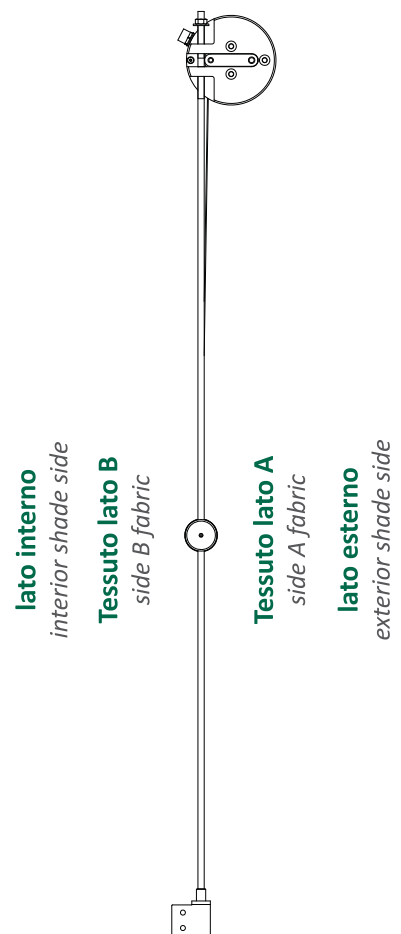 lato interno
interior shade side
Tessuto lato B
side B fabric
Tessuto lato A
side A fabric
lato esterno
exterior shade side